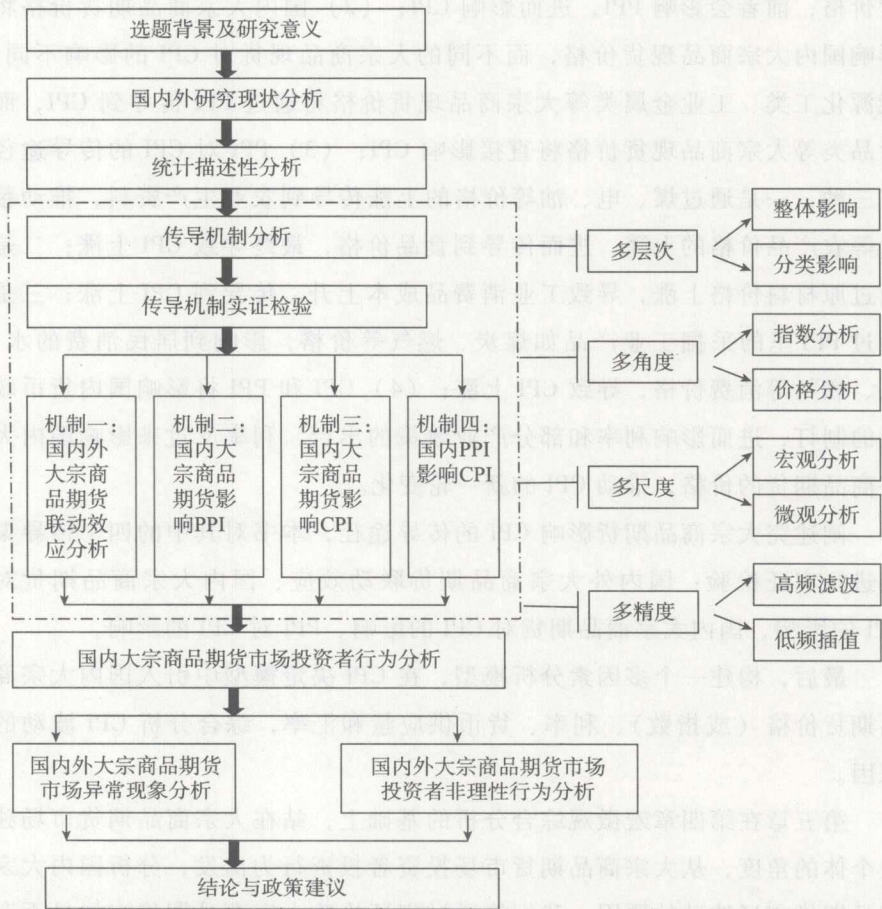 选题背景及研究意义
国内外研究现状分析
统计描述性分析
传导机制分析
传导机制实证检验
机制一：
国内外
大宗商
品期货
联动效
应分析
机制二：
国内大
宗商品
期货影
响PPI
机制三：
国内大
宗商品
期货影
响CPI
机制四：
国内PPI
影响CPI
多层次
整体影响
分类影响
多角度
指数分析
价格分析
多尺度
宏观分析
微观分析
多精度
高频滤波
低频插值
国内大宗商品期货市场投资者行为分析
国内外大宗商品期货
市场异常现象分析
国内外大宗商品期货市场
投资者非理性行为分析
结论与政策建议